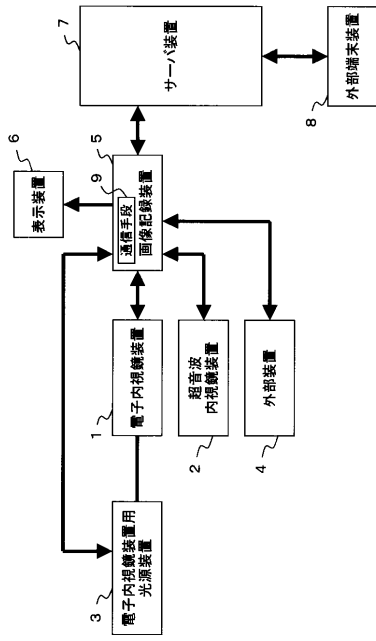 電子内視鏡装置用
光源装置
3
電子内視鏡装置
1
超音波
内視鏡装置
2
外部装置
4
通信手段
9
画像記録装置
5
表示装置
6
サーバ装置
7
外部端末装置
8